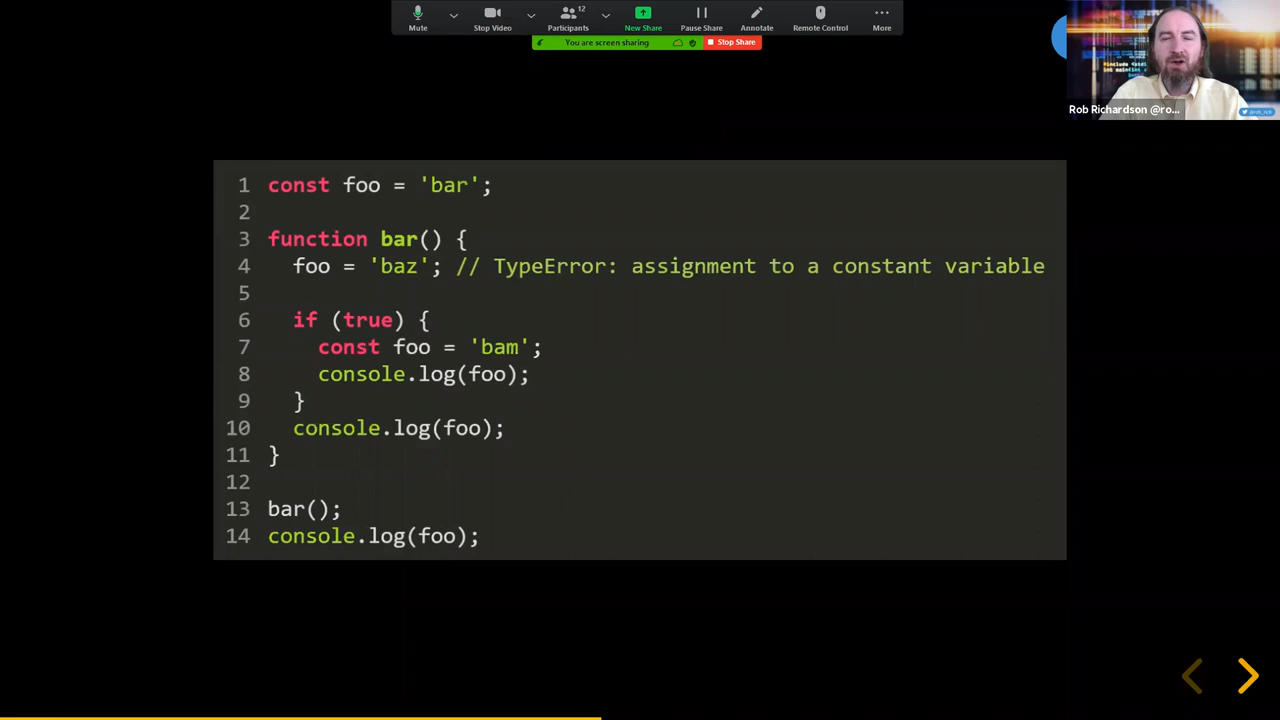 Mute
Stop Video
12
Participants
New Share
Pause Share
Annotate
Remote Control
More
You are screen sharing
Stop Share
Rob Richardson @ro...
1 const foo = 'bar';
2
3 function bar() {
4   foo = 'baz'; // TypeError: assignment to a constant variable
5
6   if (true) {
7     const foo = 'bam';
8     console.log(foo);
9   }
10   console.log(foo);
11 }
12
13 bar();
14 console.log(foo);